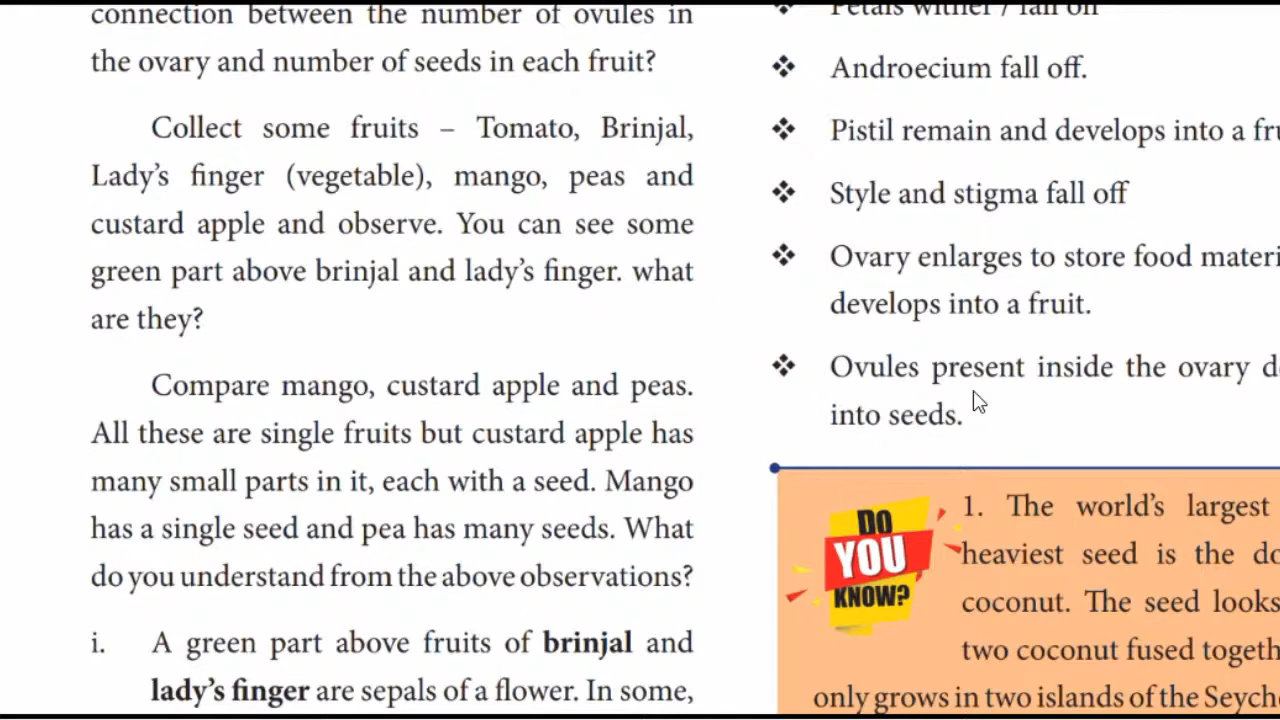 connection between the number of ovules in
the ovary and number of seeds in each fruit?
Collect some fruits – Tomato, Brinjal,
Lady’s finger (vegetable), mango, peas and
custard apple and observe. You can see some
green part above brinjal and lady’s finger. what
are they?
Compare mango, custard apple and peas.
All these are single fruits but custard apple has
many small parts in it, each with a seed. Mango
has a single seed and pea has many seeds. What
do you understand from the above observations?
i. A green part above fruits of brinjal and
lady’s finger are sepals of a flower. In some,
❖ Petals wither / fall off
❖ Androecium fall off.
❖ Pistil remain and develops into a
❖ Style and stigma fall off
❖ Ovary enlarges to store food
develops into a fruit.
❖ Ovules present inside the ovary
into seeds.
DO
YOU
KNOW?
1. The world’s largest
heaviest seed is the
coconut. The seed looks
two coconut fused
only grows in two islands of the